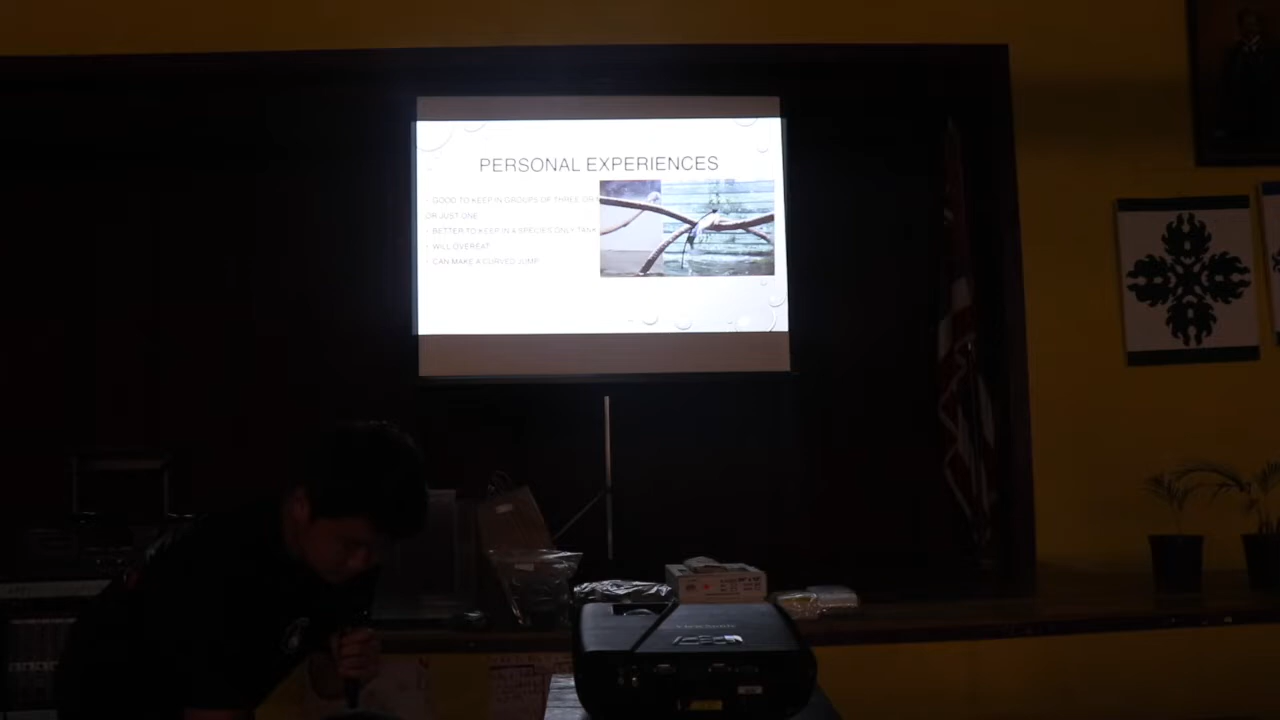 PERSONAL EXPERIENCES
- GOOD TO KEEP IN GROUPS OF THREE OR
OR JUST ONE
- BETTER TO KEEP IN A SPECIES ONLY TANK
- WILL OVEREAT
- CAN MAKE A CURVED JUMP
ViewSonic